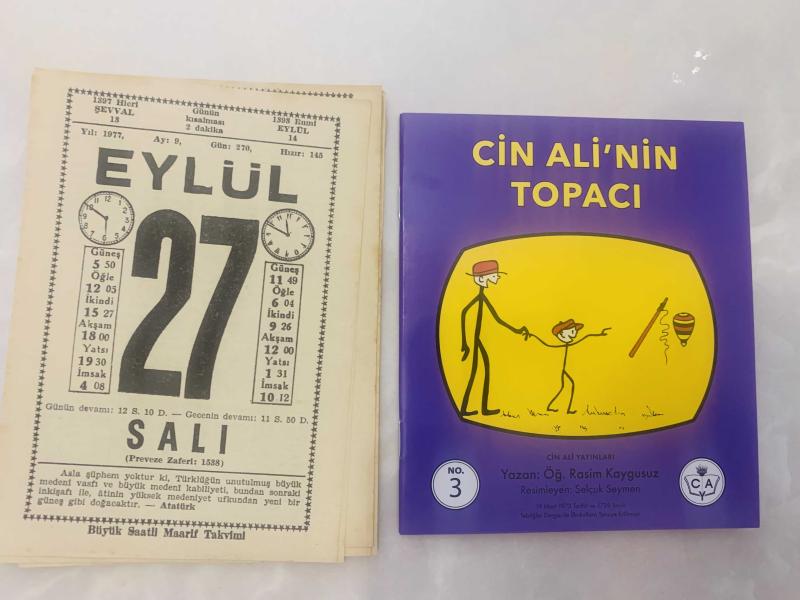 1397 Hicri
ŞEVVAL
13
Günün
kısalması
2 dakika
1393 Rumi
EYLÜL
14
Yıl: 1977, Ay: 9, Gün: 270, Hızır: 145
EYLÜL
27
Güneş
5 50
Öğle
12 05
İkindi
15 27
Akşam
18 00
Yatsı
19 30
İmsak
4 08
Güneş
11 49
Öğle
6 04
İkindi
9 26
Akşam
12 00
Yatsı
1 31
İmsak
10 12
Günün devamı: 12 S. 10 D. — Gecenin devamı: 11 S. 50 D.
SALI
(Preveze Zaferi: 1538)
Asla şüphem yoktur ki, Türklüğün unutulmuş büyük
medeni vasfı ve büyük medeni kabiliyeti, bundan sonraki
inkişafı ile, âtinin yüksek medeniyet ufkundan yeni bir
güneş gibi doğacaktır. — Atatürk
Büyük Saatli Maarif Takvimi
CİN ALİ'NİN
TOPACI
CİN ALİ YAYINLARI
Yazan: Öğ. Rasim Kaygusuz
Resimleyen: Selçuk Seymen
NO.
3
C A